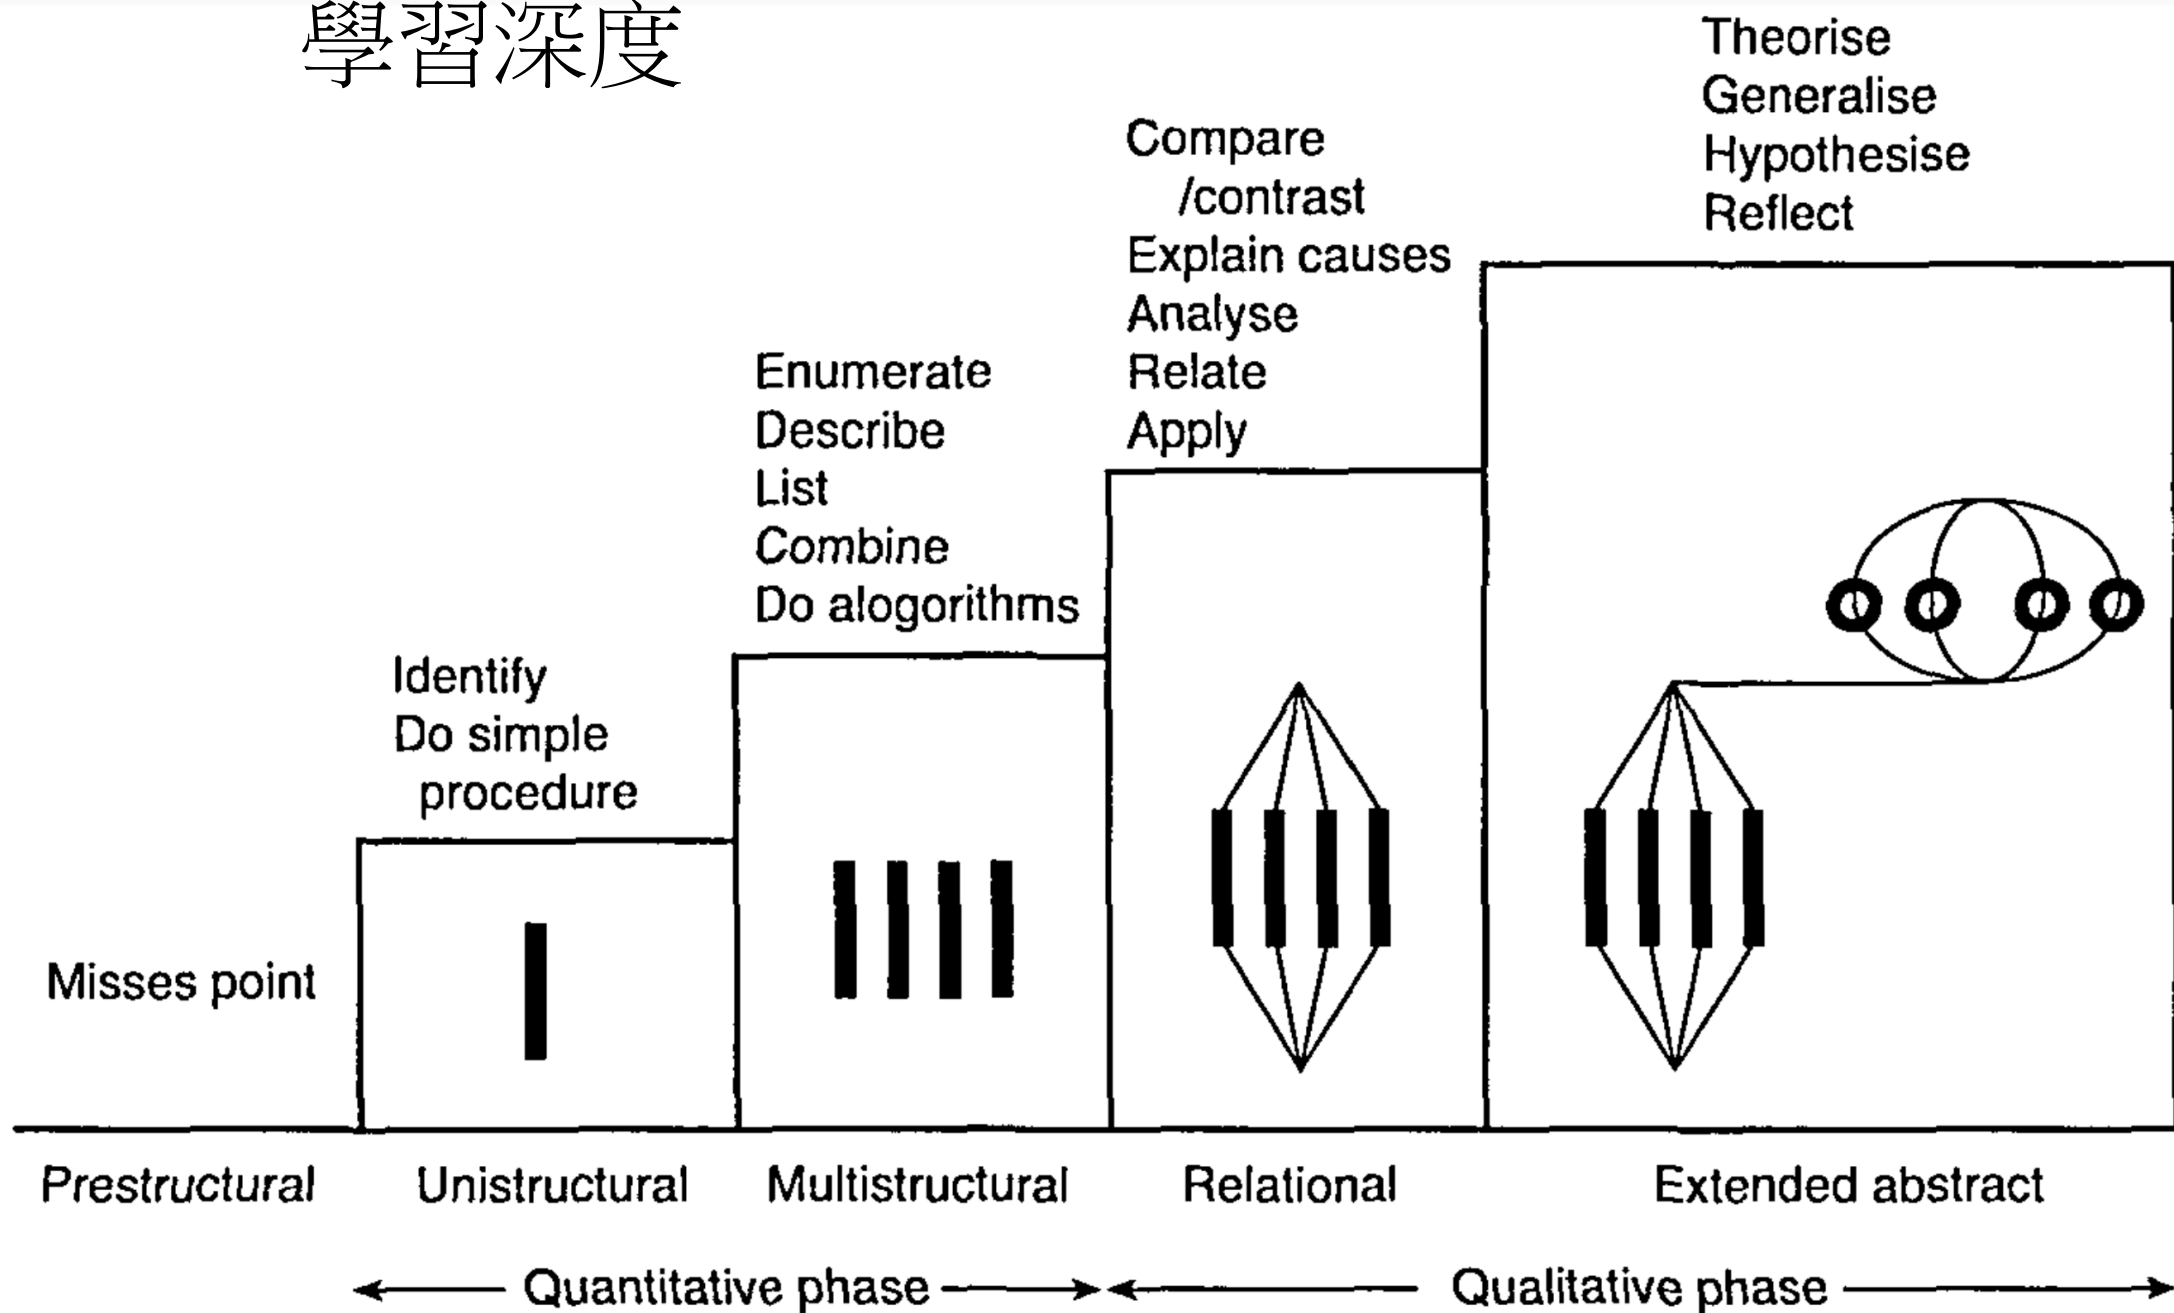 學習深度
Misses point
Identify
Do simple
procedure
Enumerate
Describe
List
Combine
Do alogorithms
Compare
/contrast
Explain causes
Analyse
Relate
Apply
Theorise
Generalise
Hypothesise
Reflect
Prestructural
Unistructural
Multistructural
Relational
Extended abstract
Quantitative phase
Qualitative phase